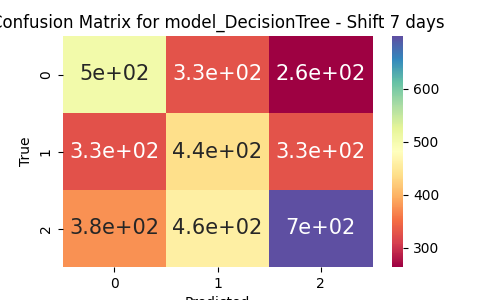 Confusion Matrix for model_DecisionTree - Shift 7 days
0 5e+02 3.3e+02 2.6e+02
1 3.3e+02 4.4e+02 3.3e+02
2 3.8e+02 4.6e+02 7e+02
True
0 1 2
Predicted
600
500
400
300